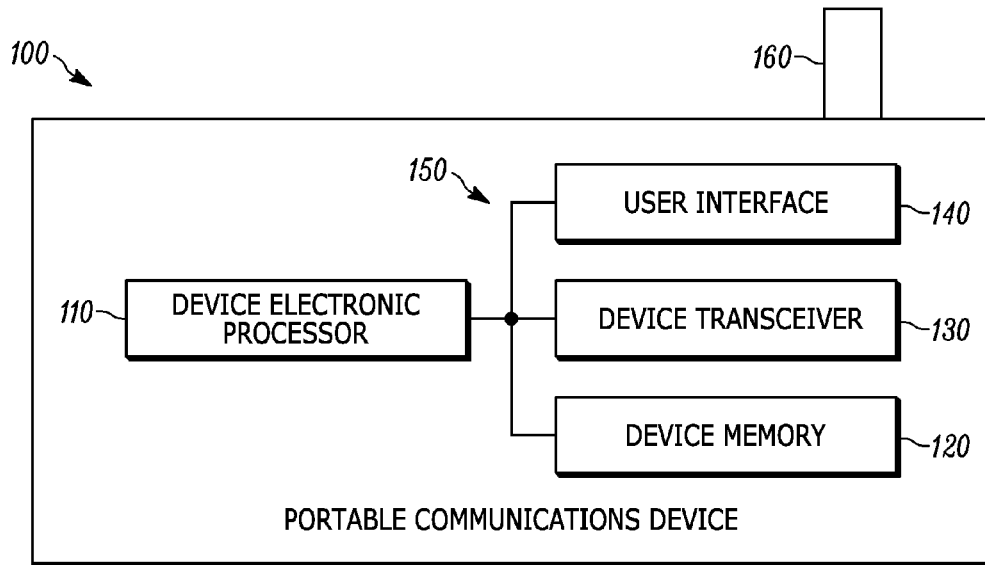 100
160
150
USER INTERFACE
140
110
DEVICE ELECTRONIC
PROCESSOR
DEVICE TRANSCEIVER
130
DEVICE MEMORY
120
PORTABLE COMMUNICATIONS DEVICE